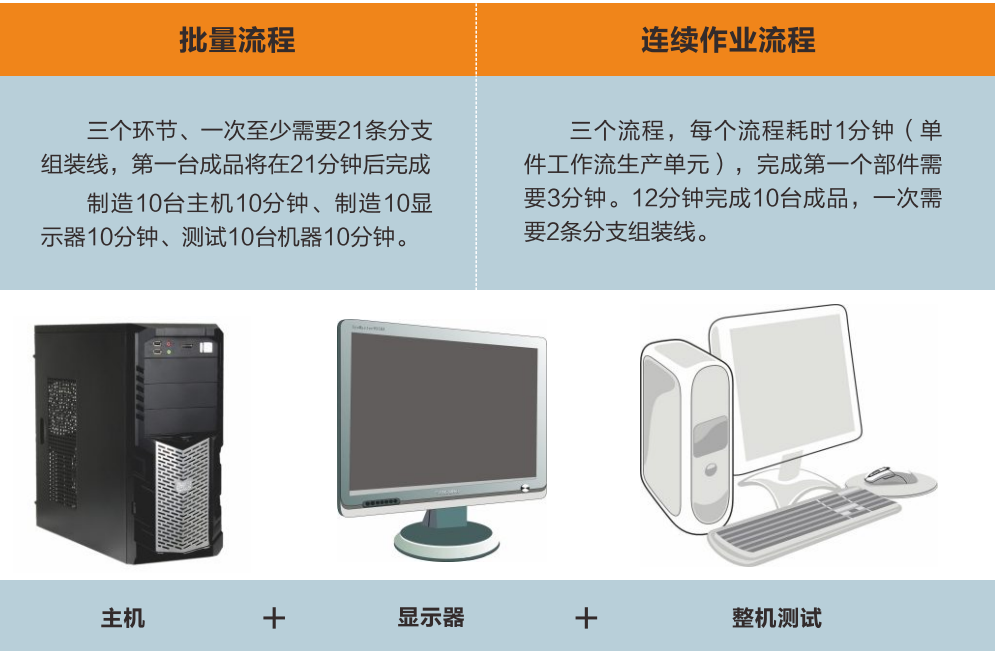 批量流程
连续作业流程
三个环节、一次至少需要21条分支
组装线，第一台成品将在21分钟后完成
制造10台主机10分钟、制造10显
示器10分钟、测试10台机器10分钟。
三个流程，每个流程耗时1分钟（单
件工作流生产单元），完成第一个部件需
要3分钟。12分钟完成10台成品，一次需
要2条分支组装线。
主机
+
显示器
+
整机测试